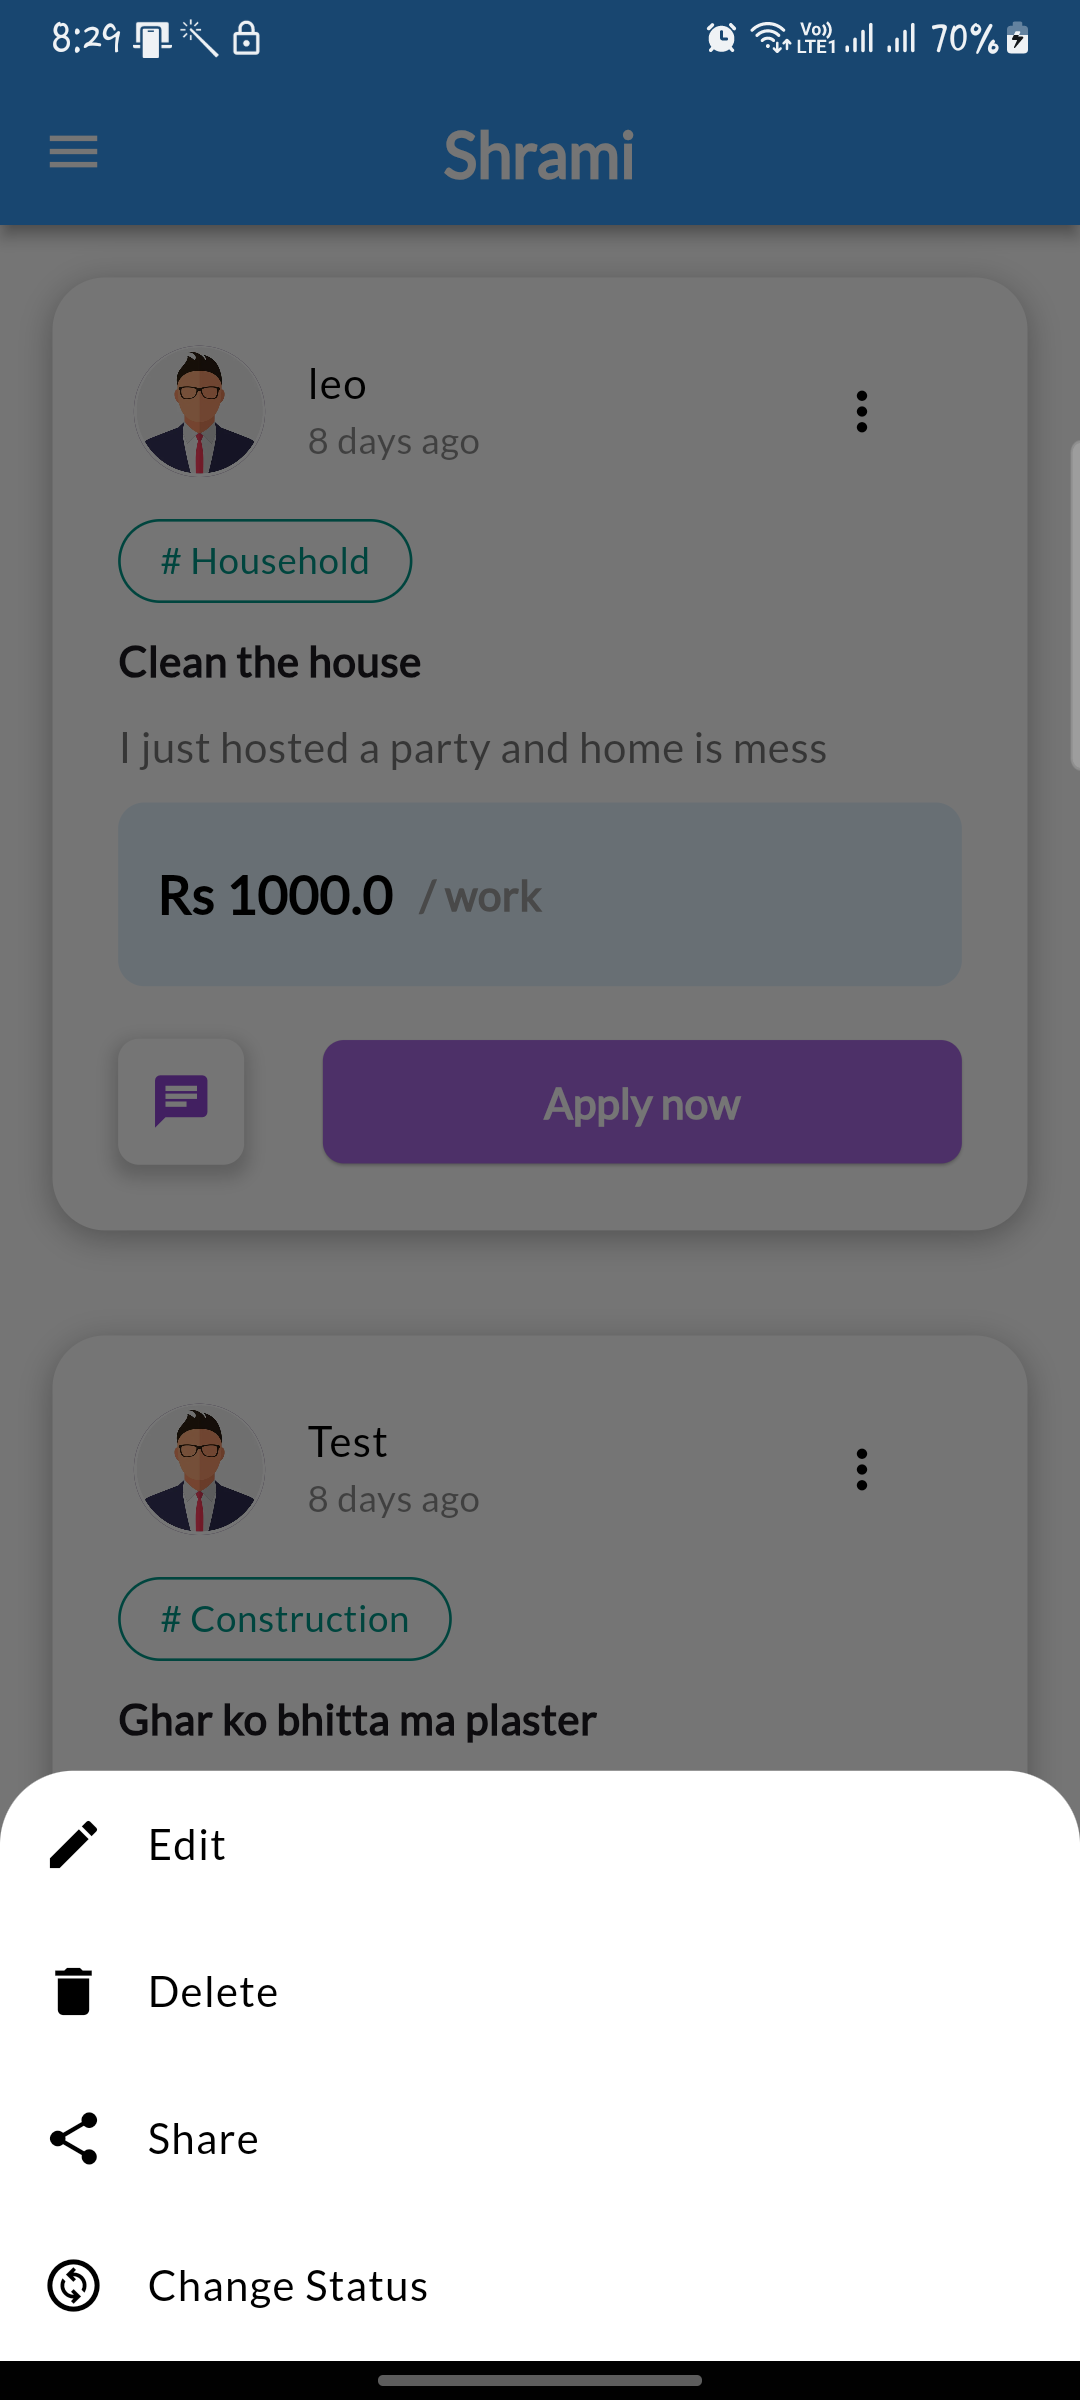 8:29 Vo)) LTE1 70%
Shrami
leo
8 days ago
# Household
Clean the house
I just hosted a party and home is mess
Rs 1000.0 / work
Apply now
Test
8 days ago
# Construction
Ghar ko bhitta ma plaster
Edit
Delete
Share
Change Status